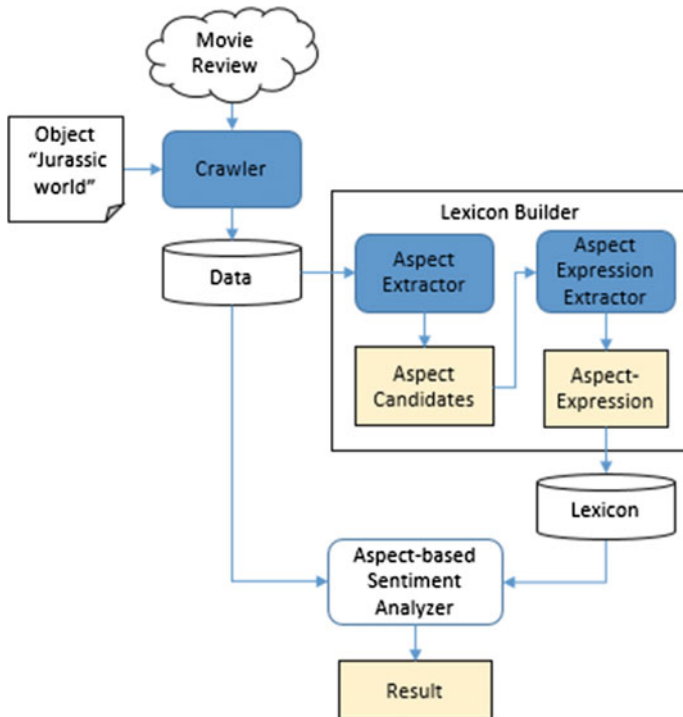 Movie
Review
Object
“Jurassic
world”
Crawler
Data
Lexicon Builder
Aspect
Extractor
Aspect
Expression
Extractor
Aspect
Candidates
Aspect-
Expression
Lexicon
Aspect-based
Sentiment
Analyzer
Result